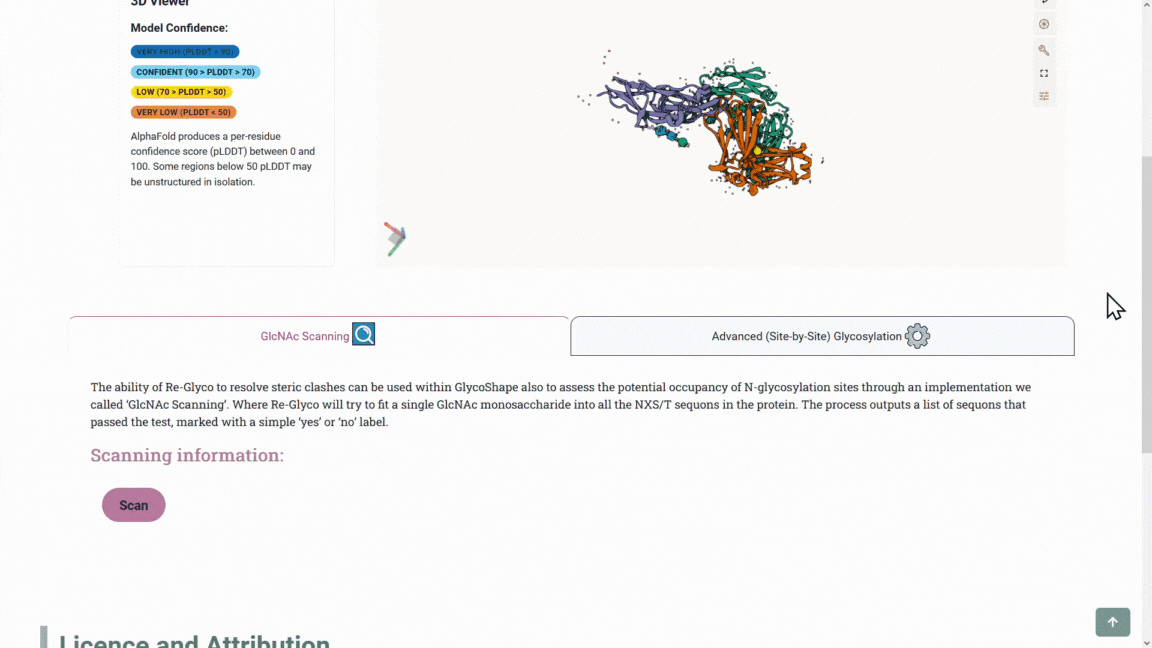 3D Viewer
Model Confidence:
VERY HIGH (PLDDT > 90)
CONFIDENT (90 > PLDDT > 70)
LOW (70 > PLDDT > 50)
VERY LOW (PLDDT < 50)
AlphaFold produces a per-residue
confidence score (pLDDT) between 0 and
100. Some regions below 50 pLDDT may
be unstructured in isolation.
GlcNAc Scanning
Advanced (Site-by-Site) Glycosylation
The ability of Re-Glyco to resolve steric clashes can be used within GlycoShape also to assess the potential occupancy of N-glycosylation sites through an implementation we
called ‘GlcNAc Scanning’. Where Re-Glyco will try to fit a single GlcNAc monosaccharide into all the NXS/T sequons in the protein. The process outputs a list of sequons that
passed the test, marked with a simple ‘yes’ or ‘no’ label.
Scanning information:
Scan
Licence and Attribution